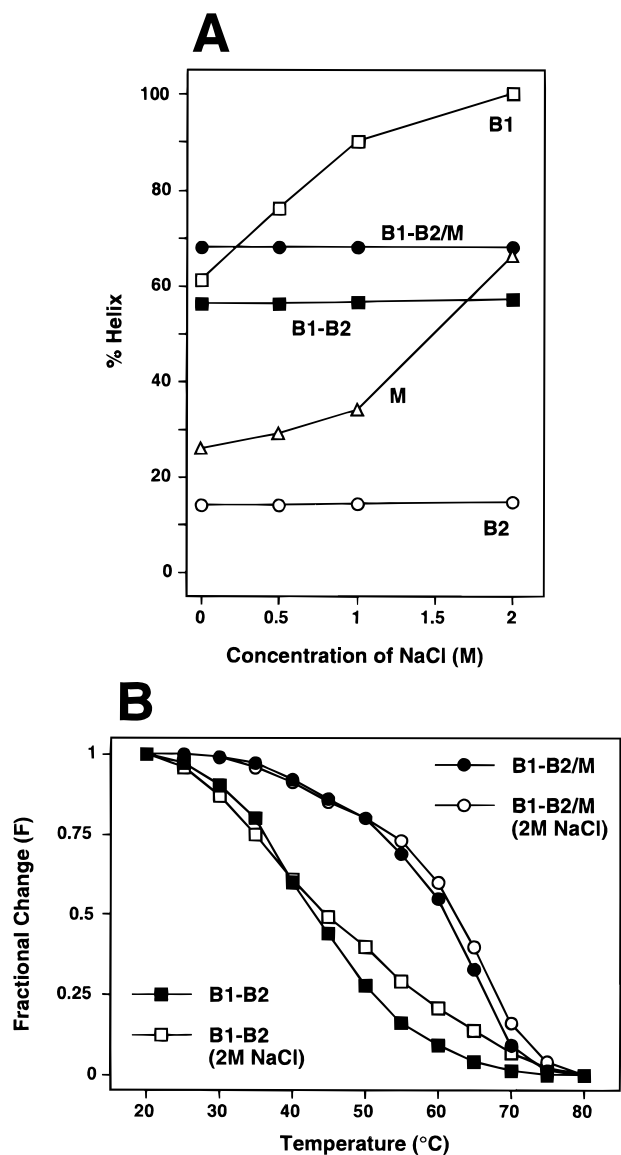 A
100
80
60
40
20
0
% Helix
B1
B1-B2/M
B1-B2
M
B2
0 0.5 1 1.5 2
Concentration of NaCl (M)
B
1
0.75
0.5
0.25
0
Fractional Change (F)
B1-B2/M
B1-B2/M
(2M NaCl)
B1-B2
B1-B2
(2M NaCl)
20 30 40 50 60 70 80
Temperature (°C)